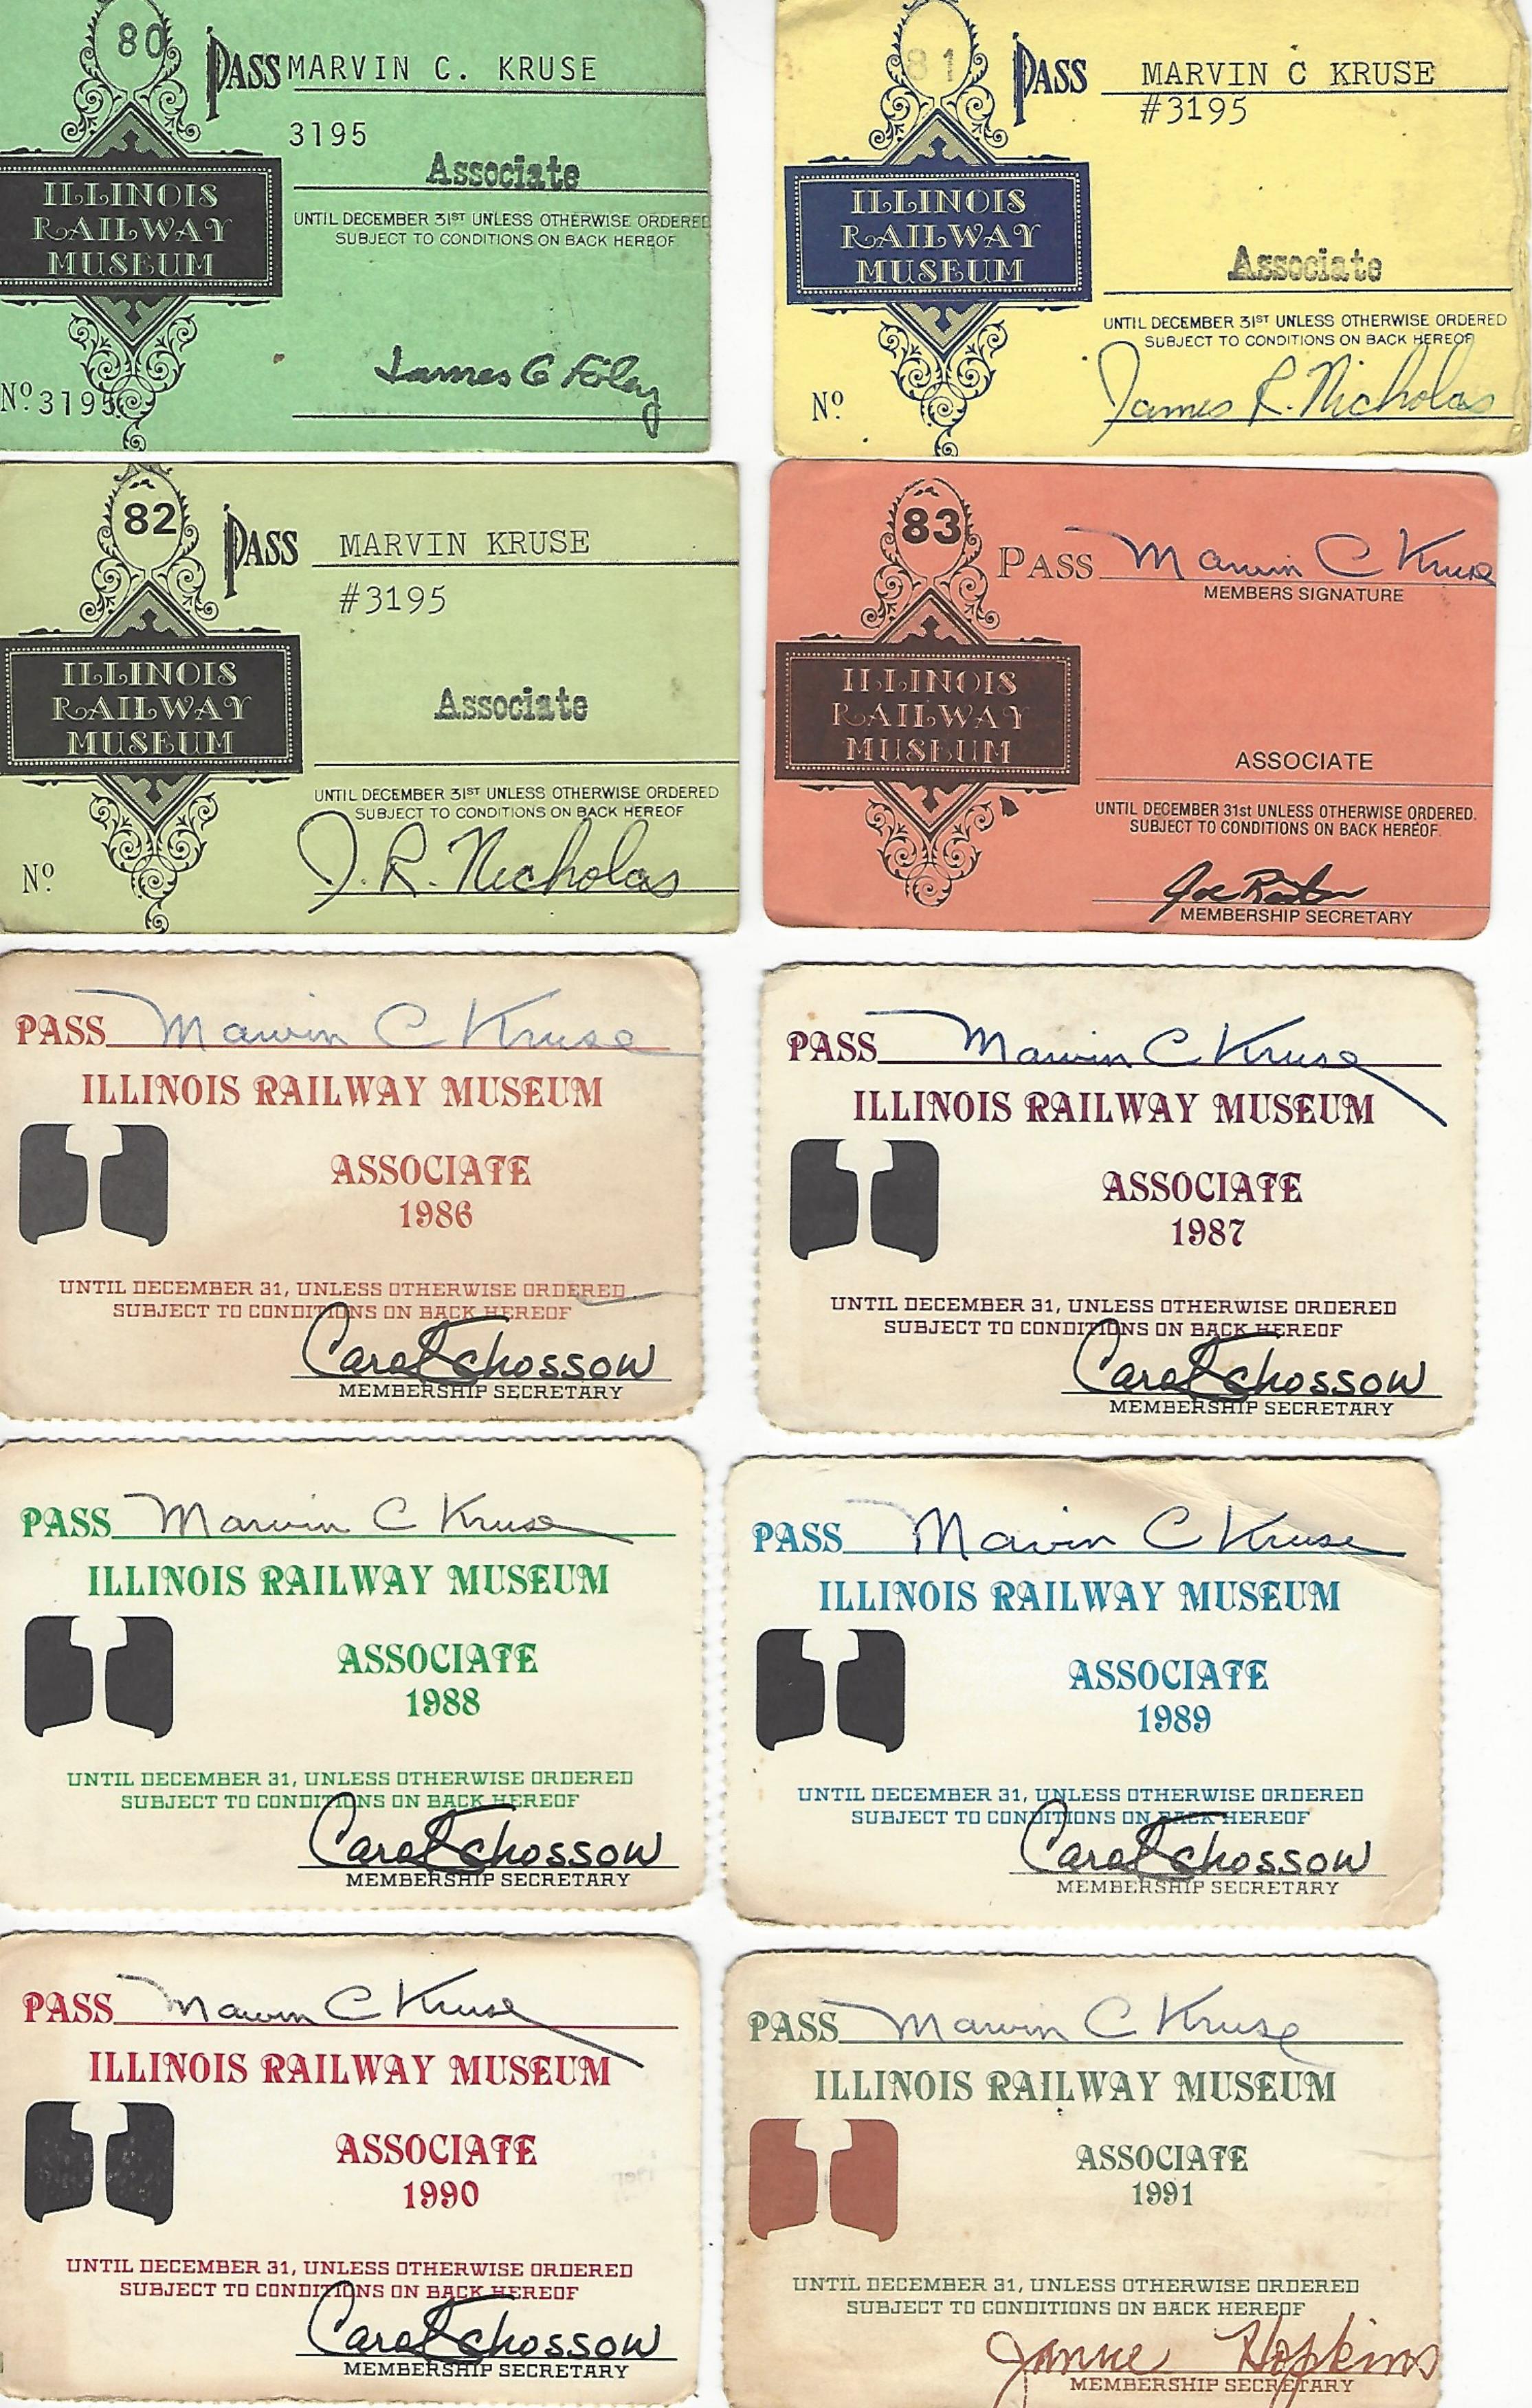 80
PASS MARVIN C. KRUSE
3195
Associate
ILLINOIS
RAILWAY
MUSEUM
UNTIL DECEMBER 31ST UNLESS OTHERWISE ORDERED
SUBJECT TO CONDITIONS ON BACK HEREOF
James G Foley
Nº 3195
81
PASS MARVIN C KRUSE
#3195
ILLINOIS
RAILWAY
MUSEUM
Associate
UNTIL DECEMBER 31ST UNLESS OTHERWISE ORDERED
SUBJECT TO CONDITIONS ON BACK HEREOF
Nº James R. Nicholas
82
PASS MARVIN KRUSE
#3195
ILLINOIS
RAILWAY
MUSEUM
Associate
UNTIL DECEMBER 31ST UNLESS OTHERWISE ORDERED
SUBJECT TO CONDITIONS ON BACK HEREOF
Nº J. R. Nicholas
83
PASS Marvin C Kruse
MEMBERS SIGNATURE
ILLINOIS
RAILWAY
MUSEUM
ASSOCIATE
UNTIL DECEMBER 31st UNLESS OTHERWISE ORDERED.
SUBJECT TO CONDITIONS ON BACK HEREOF.
Joe
MEMBERSHIP SECRETARY
PASS Marvin C Kruse
ILLINOIS RAILWAY MUSEUM
ASSOCIATE
1986
UNTIL DECEMBER 31, UNLESS OTHERWISE ORDERED
SUBJECT TO CONDITIONS ON BACK HEREOF
Carol
MEMBERSHIP SECRETARY
PASS Marvin C Kruse
ILLINOIS RAILWAY MUSEUM
ASSOCIATE
1987
UNTIL DECEMBER 31, UNLESS OTHERWISE ORDERED
SUBJECT TO CONDITIONS ON BACK HEREOF
Carol
MEMBERSHIP SECRETARY
PASS Marvin C Kruse
ILLINOIS RAILWAY MUSEUM
ASSOCIATE
1988
UNTIL DECEMBER 31, UNLESS OTHERWISE ORDERED
SUBJECT TO CONDITIONS ON BACK HEREOF
Carol
MEMBERSHIP SECRETARY
PASS Marvin C Kruse
ILLINOIS RAILWAY MUSEUM
ASSOCIATE
1989
UNTIL DECEMBER 31, UNLESS OTHERWISE ORDERED
SUBJECT TO CONDITIONS ON BACK HEREOF
Carol
MEMBERSHIP SECRETARY
PASS Marvin C Kruse
ILLINOIS RAILWAY MUSEUM
ASSOCIATE
1990
UNTIL DECEMBER 31, UNLESS OTHERWISE ORDERED
SUBJECT TO CONDITIONS ON BACK HEREOF
Carol
MEMBERSHIP SECRETARY
PASS Marvin C Kruse
ILLINOIS RAILWAY MUSEUM
ASSOCIATE
1991
UNTIL DECEMBER 31, UNLESS OTHERWISE ORDERED
SUBJECT TO CONDITIONS ON BACK HEREOF
Hopkins
MEMBERSHIP SECRETARY